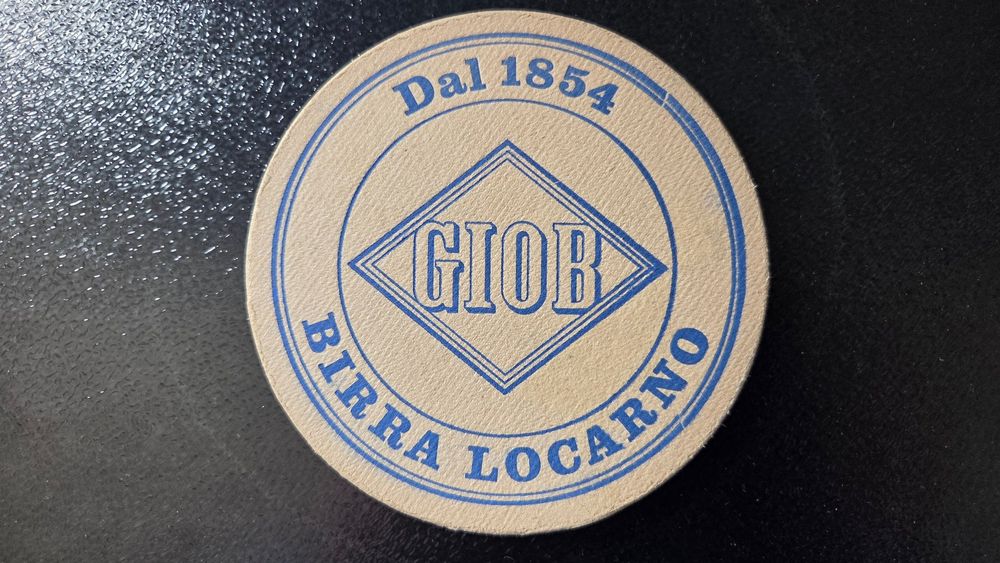 Dal 1854
GIOB
BIRRA LOCARNO